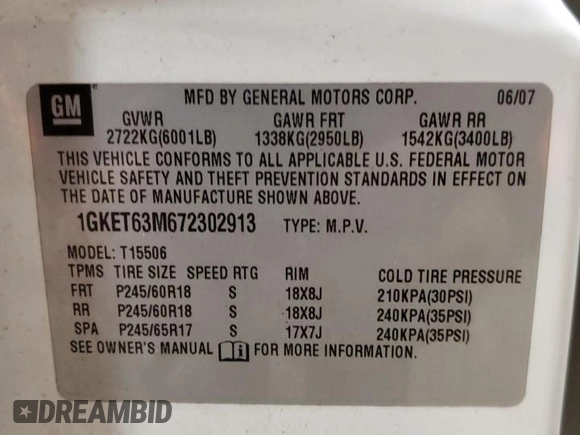 GM
MFD BY GENERAL MOTORS CORP. 06/07
GVWR GAWR FRT GAWR RR
2722KG(6001LB) 1338KG(2950LB) 1542KG(3400LB)
THIS VEHICLE CONFORMS TO ALL APPLICABLE U.S. FEDERAL MOTOR
VEHICLE SAFETY AND THEFT PREVENTION STANDARDS IN EFFECT ON
THE DATE OF MANUFACTURE SHOWN ABOVE.
1GKET63M672302913 TYPE: M.P.V.
MODEL: T15506
TPMS TIRE SIZE SPEED RTG RIM COLD TIRE PRESSURE
FRT P245/60R18 S 18X8J 210KPA(30PSI)
RR P245/60R18 S 18X8J 240KPA(35PSI)
SPA P245/65R17 S 17X7J 240KPA(35PSI)
SEE OWNER'S MANUAL i FOR MORE INFORMATION.
DREAMBID